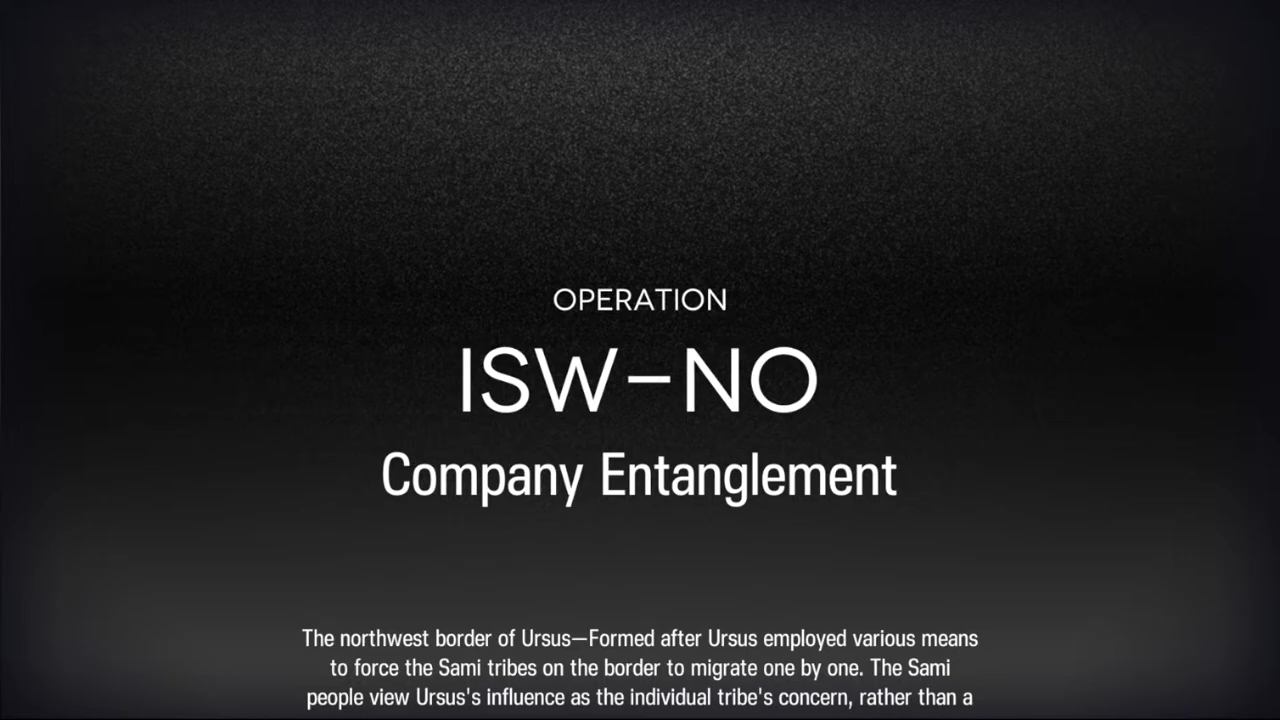 OPERATION
ISW-NO
Company Entanglement
The northwest border of Ursus—Formed after Ursus employed various means
to force the Sami tribes on the border to migrate one by one. The Sami
people view Ursus's influence as the individual tribe's concern, rather than a